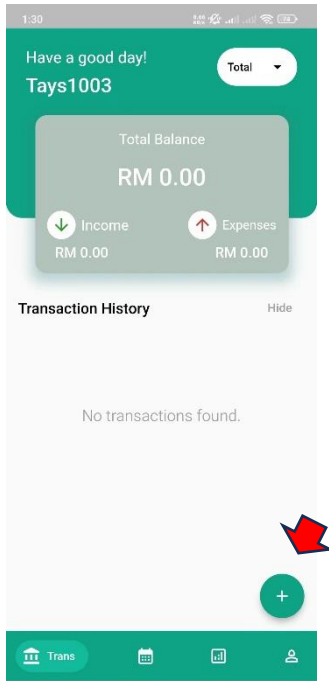 1:30
Have a good day!
Tays1003
Total
Total Balance
RM 0.00
Income
Expenses
RM 0.00
RM 0.00
Transaction History
Hide
No transactions found.
+
Trans